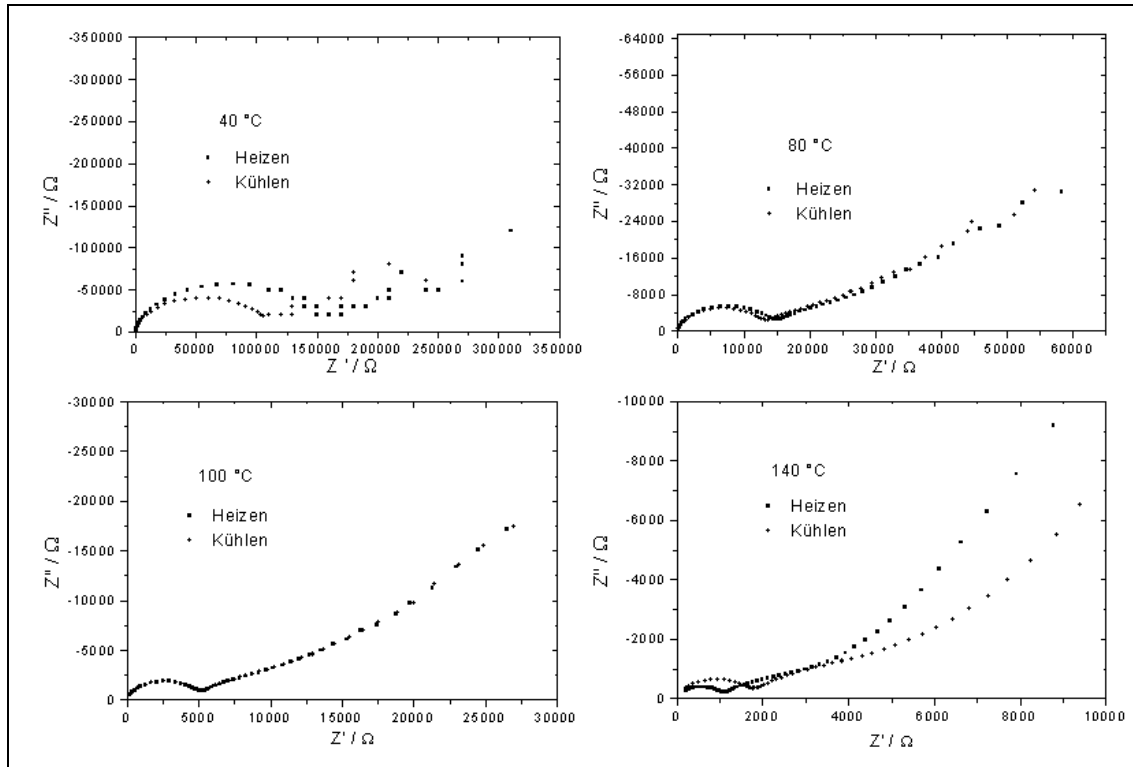 -350000
-300000
-250000
-200000
-150000
-100000
-50000
0
Z'' / Ω
40 °C
Heizen
Kühlen
0 50000 100000 150000 200000 250000 300000 350000
Z ' / Ω
-64000
-56000
-48000
-40000
-32000
-24000
-16000
-8000
0
Z'' / Ω
80 °C
Heizen
Kühlen
0 10000 20000 30000 40000 50000 60000
Z' / Ω
-30000
-25000
-20000
-15000
-10000
-5000
0
Z'' / Ω
100 °C
Heizen
Kühlen
0 5000 10000 15000 20000 25000 30000
Z' / Ω
-10000
-8000
-6000
-4000
-2000
0
Z'' / Ω
140 °C
Heizen
Kühlen
0 2000 4000 6000 8000 10000
Z' / Ω